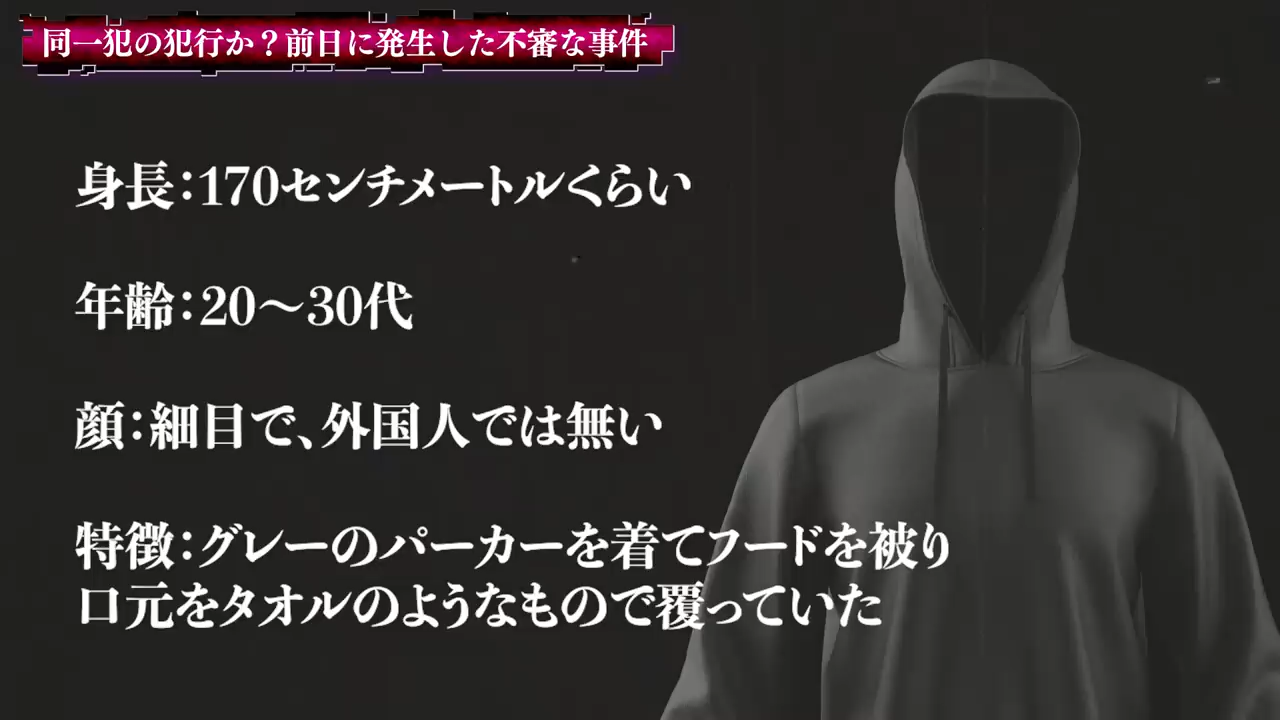 同一犯の犯行か？前日に発生した不審な事件
身長：170センチメートルくらい
年齢：20〜30代
顔：細目で、外国人では無い
特徴：グレーのパーカーを着てフードを被り
口元をタオルのようなもので覆っていた